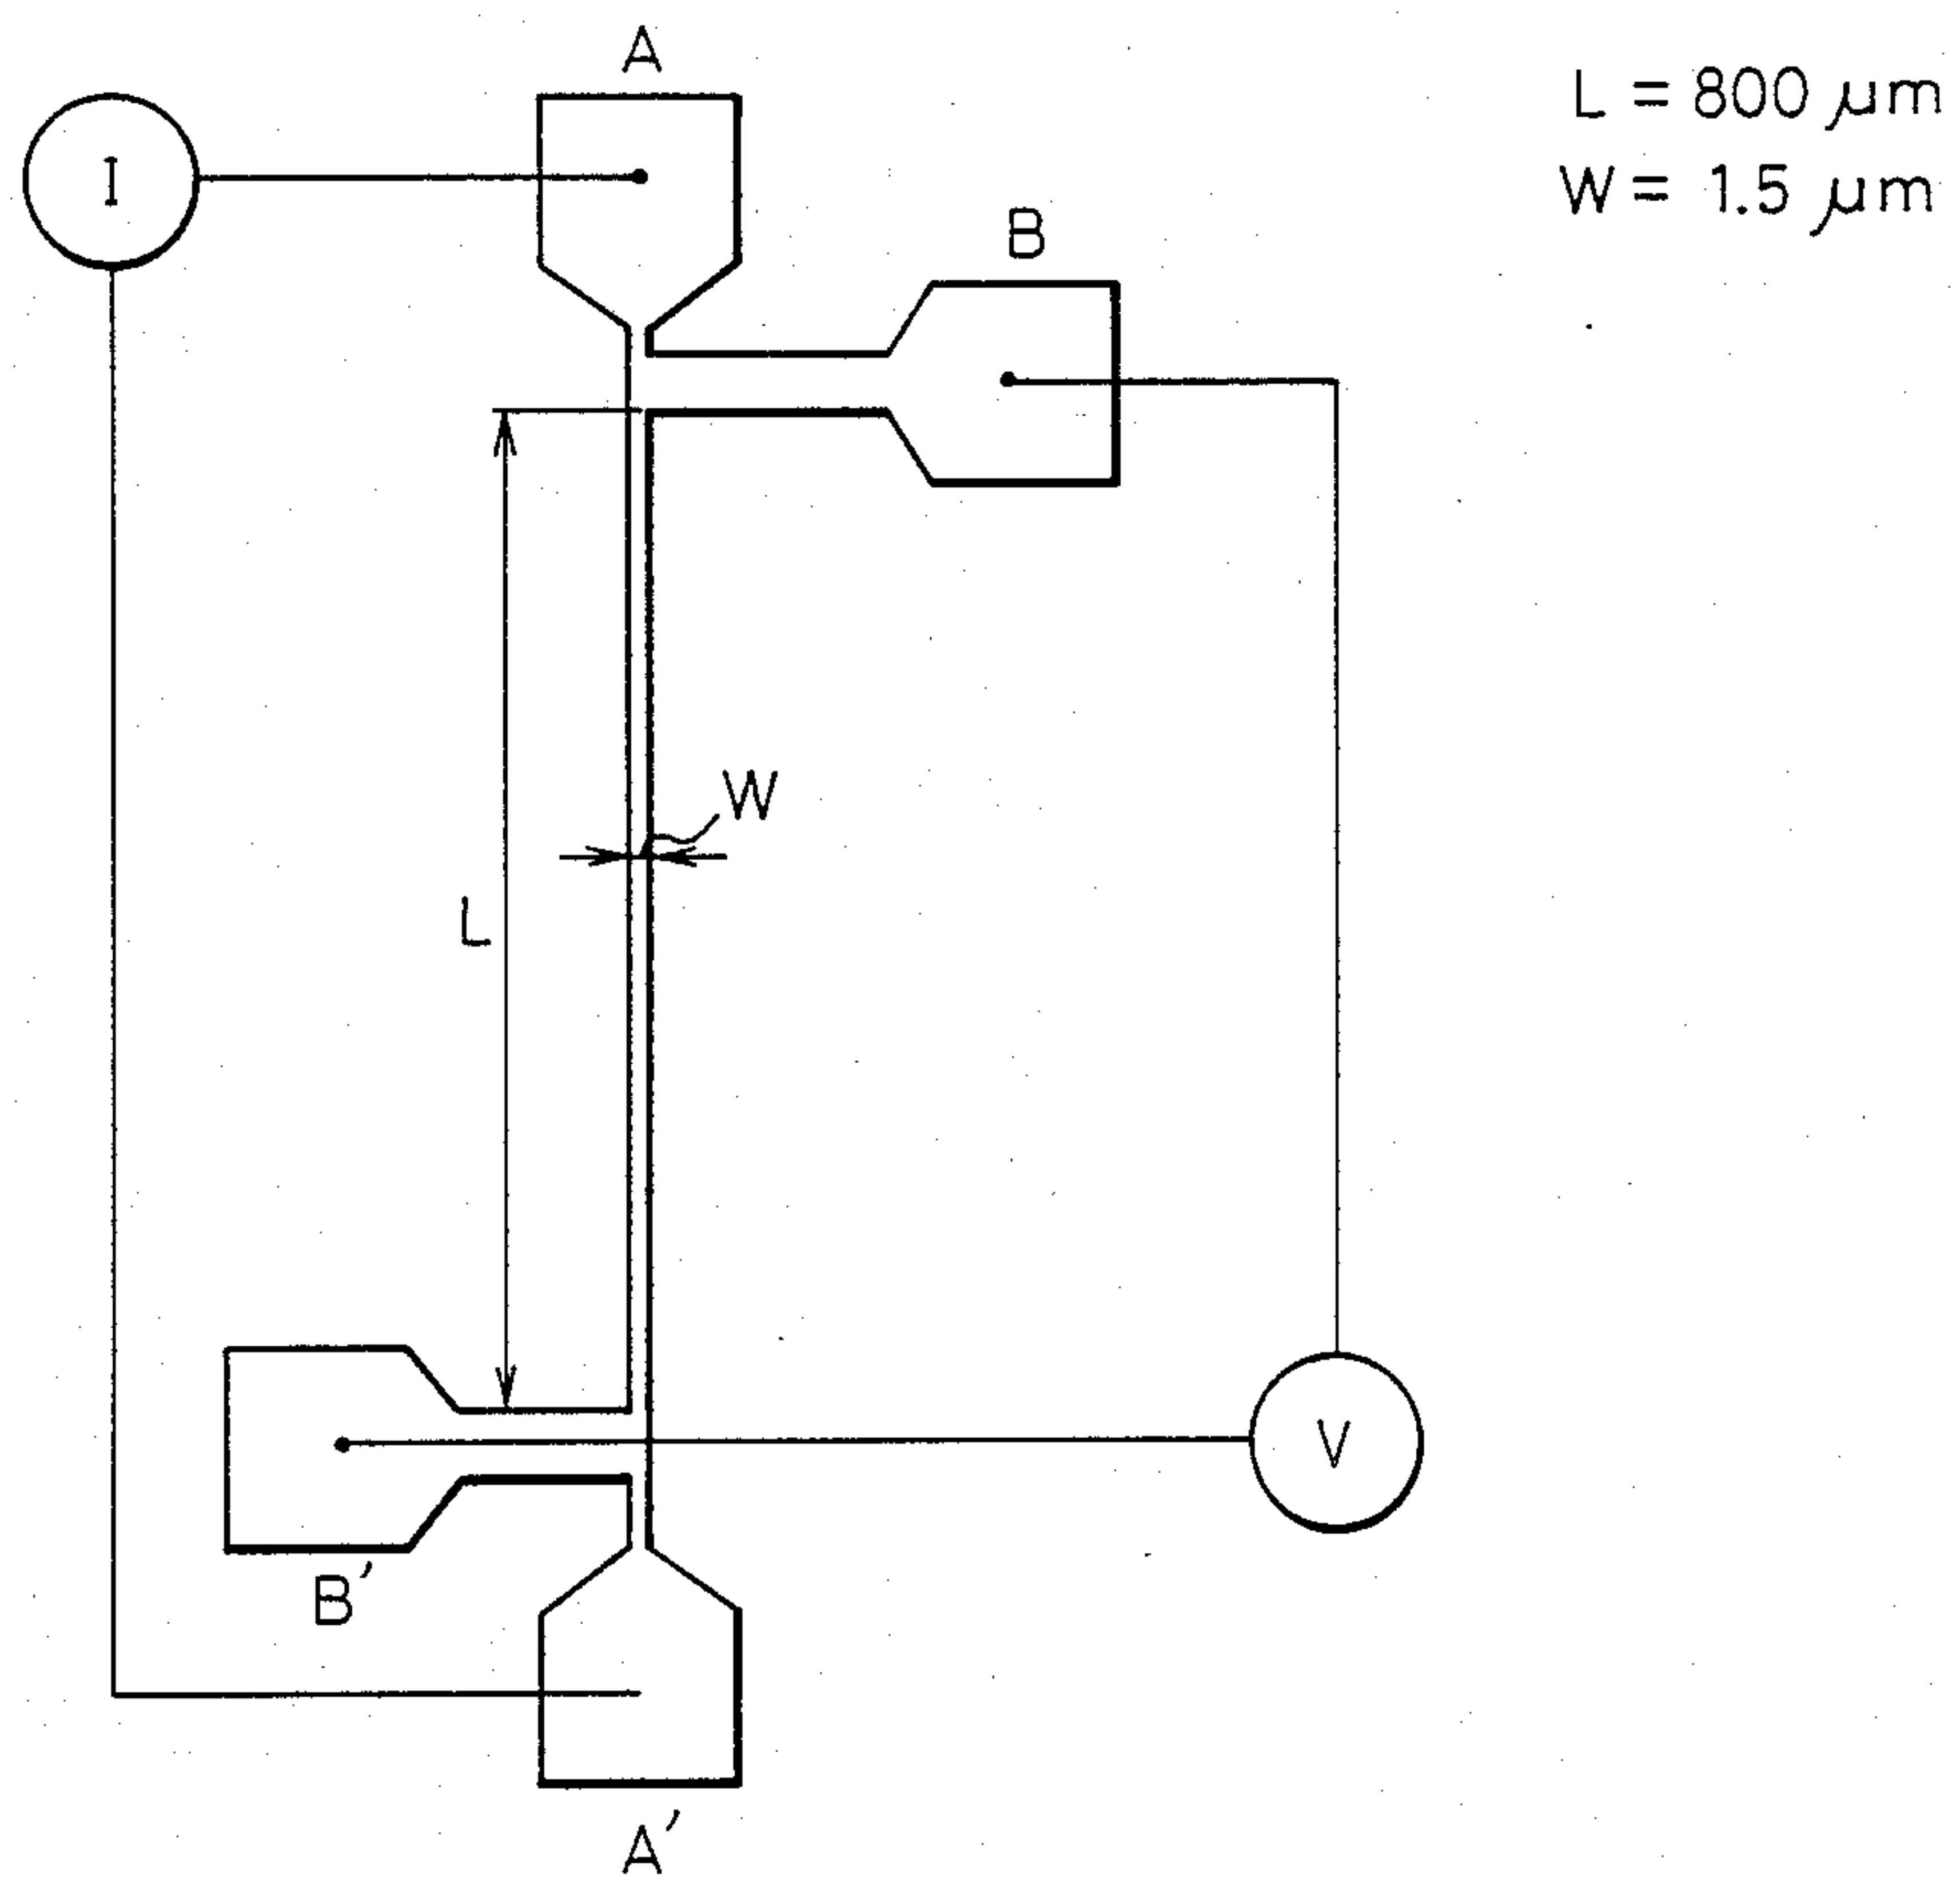 A
L = 800 μm
I
W = 1.5 μm
B
W
L
V
B′
A′